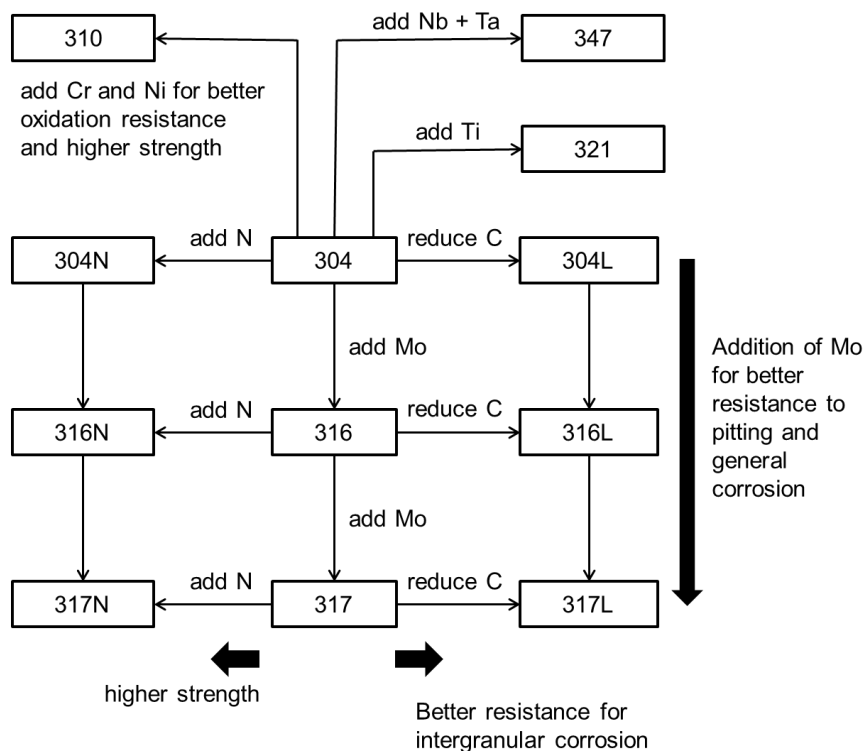 310
add Nb + Ta
347
add Cr and Ni for better
oxidation resistance
and higher strength
add Ti
321
304N
add N
304
reduce C
304L
add Mo
Addition of Mo
for better
resistance to
pitting and
general
corrosion
316N
add N
316
reduce C
316L
add Mo
317N
add N
317
reduce C
317L
higher strength
Better resistance for
intergranular corrosion